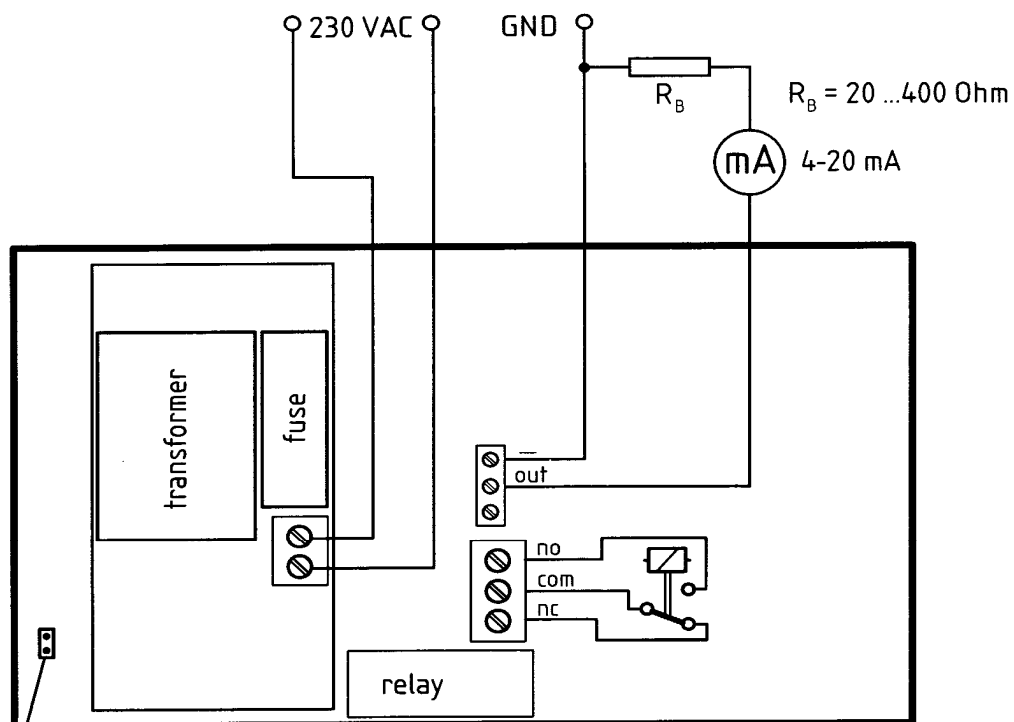 230 VAC
GND
R_B
R_B = 20 ...400 Ohm
mA
4-20 mA
transformer
fuse
–
out
no
com
nc
relay